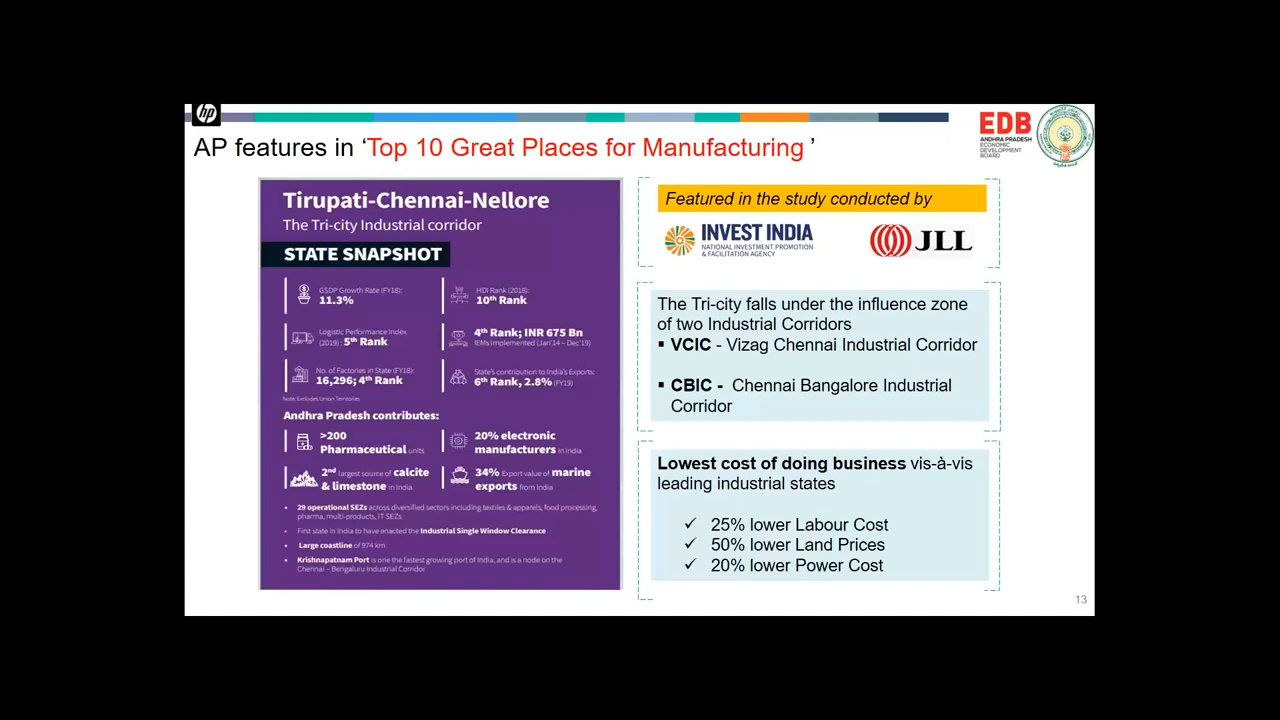 hp
AP features in ‘Top 10 Great Places for Manufacturing ’
EDB
ANDHRA PRADESH
ECONOMIC
DEVELOPMENT
BOARD
Tirupati-Chennai-Nellore
The Tri-city Industrial corridor
STATE SNAPSHOT
GSDP Growth Rate (FY18):
11.3%
HDI Rank (2018):
10th Rank
Logistic Performance Index
(2019) : 5th Rank
4th Rank; INR 675 Bn
IEMs Implemented (Jan'14 – Dec'19)
No. of Factories in State (FY18):
16,296; 4th Rank
State's contribution to India's Exports:
6th Rank, 2.8% (FY19)
Note: Excludes Union Territories
Andhra Pradesh contributes:
>200
Pharmaceutical units
20% electronic
manufacturers in India
2nd largest source of calcite
& limestone in India
34% Export value of marine
exports from India
• 29 operational SEZs across diversified sectors including textiles & apparels, food processing,
pharma, multi-products, IT SEZs
• First state in India to have enacted the Industrial Single Window Clearance
• Large coastline of 974 km
• Krishnapatnam Port is one the fastest growing port of India, and is a node on the
Chennai – Bengaluru Industrial Corridor
Featured in the study conducted by
INVEST INDIA
NATIONAL INVESTMENT PROMOTION
& FACILITATION AGENCY
JLL
The Tri-city falls under the influence zone
of two Industrial Corridors
▪ VCIC - Vizag Chennai Industrial Corridor
▪ CBIC - Chennai Bangalore Industrial
Corridor
Lowest cost of doing business vis-à-vis
leading industrial states
✓ 25% lower Labour Cost
✓ 50% lower Land Prices
✓ 20% lower Power Cost
13